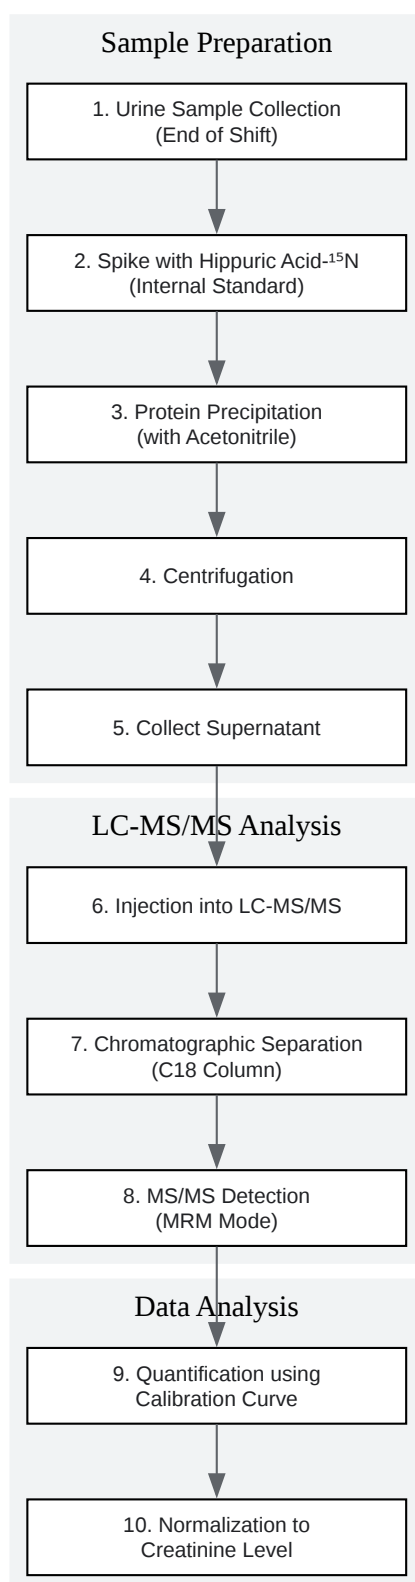 Sample Preparation
1. Urine Sample Collection
(End of Shift)
2. Spike with Hippuric Acid-¹⁵N
(Internal Standard)
3. Protein Precipitation
(with Acetonitrile)
4. Centrifugation
5. Collect Supernatant
LC-MS/MS Analysis
6. Injection into LC-MS/MS
7. Chromatographic Separation
(C18 Column)
8. MS/MS Detection
(MRM Mode)
Data Analysis
9. Quantification using
Calibration Curve
10. Normalization to
Creatinine Level